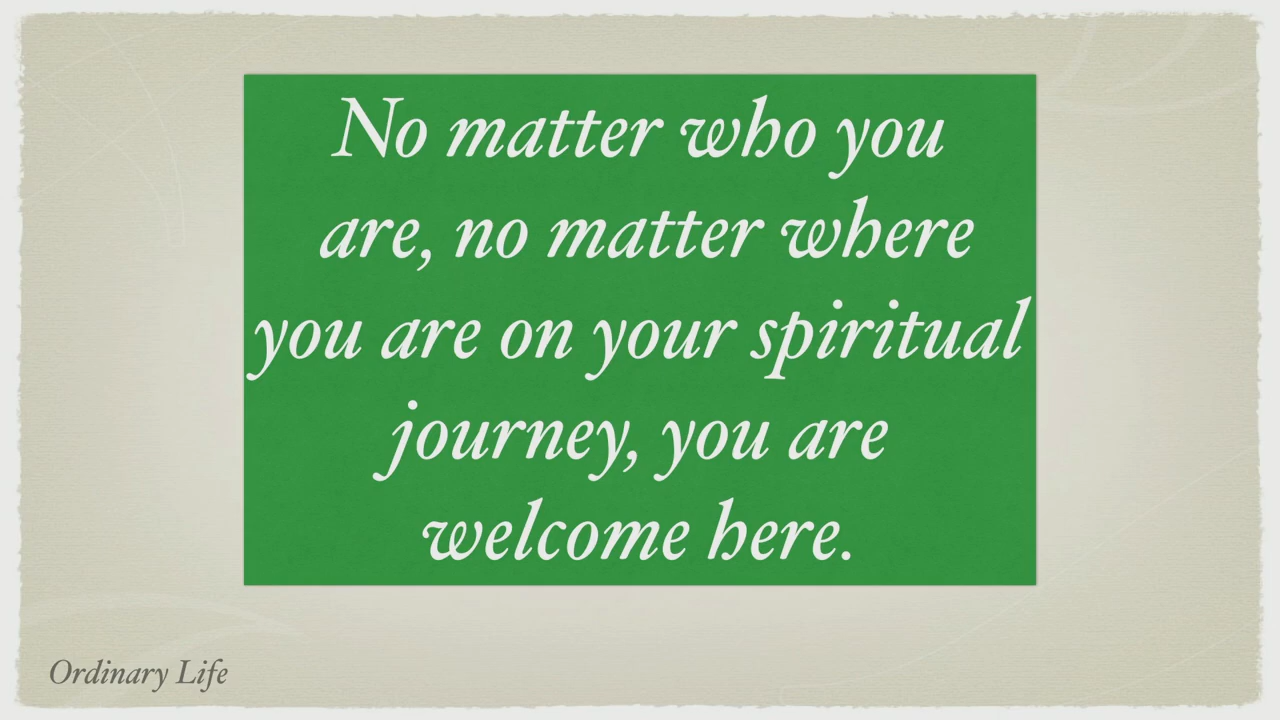 No matter who you
are, no matter where
you are on your spiritual
journey, you are
welcome here.
Ordinary Life